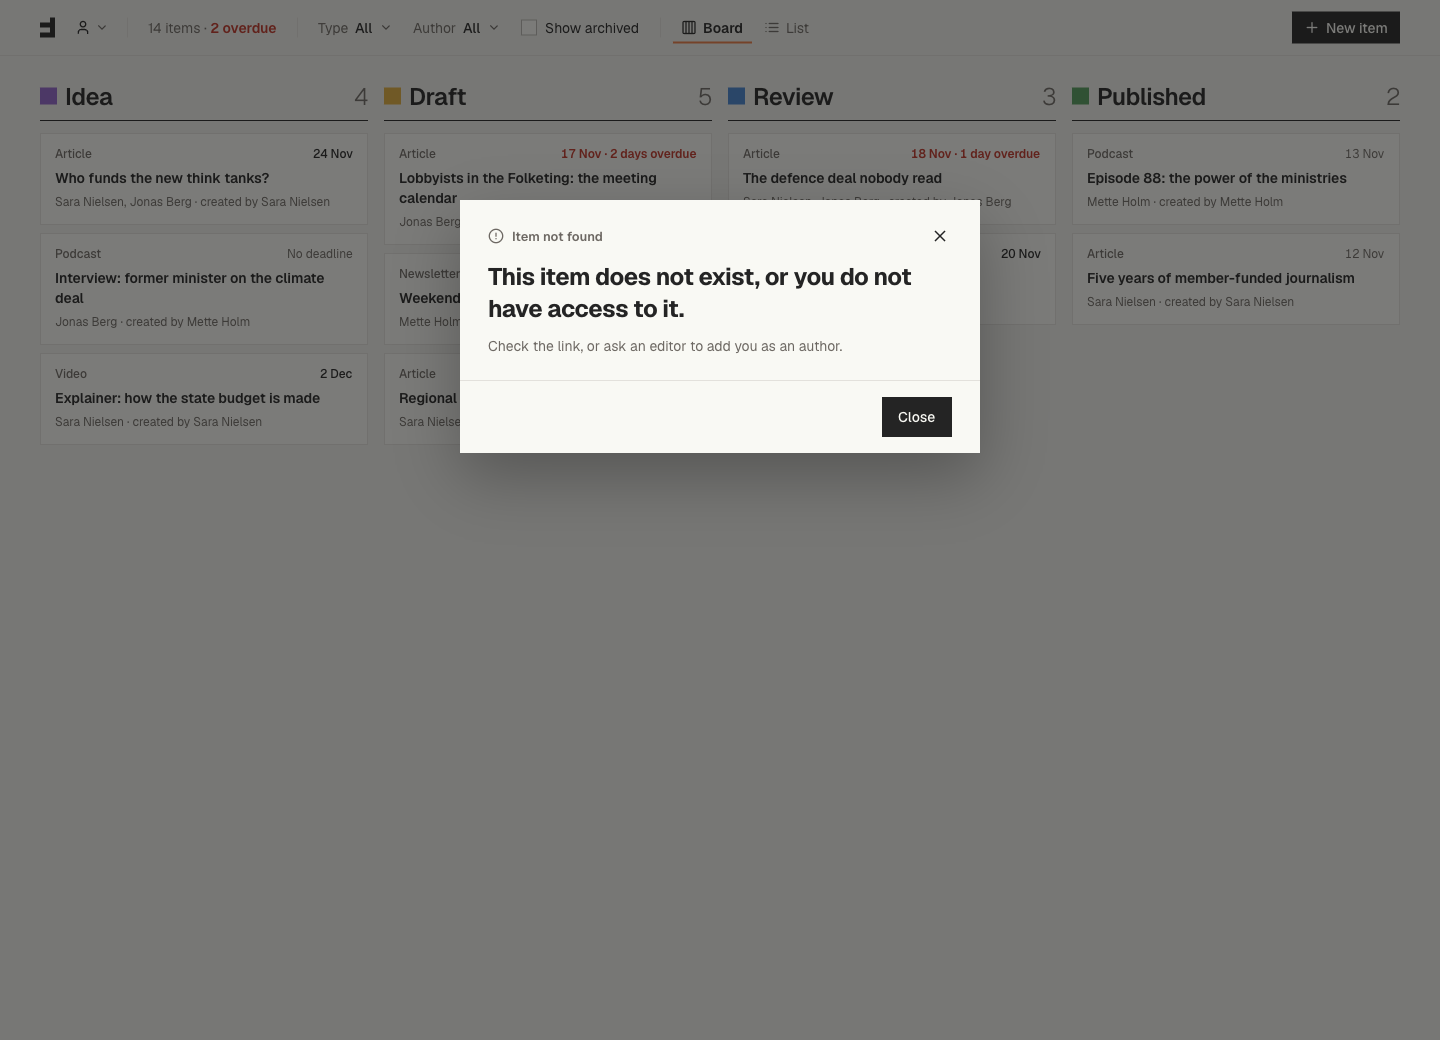 14 items · 2 overdue
Type All
Author All
Show archived
Board
List
New item
Idea 4
Article 24 Nov
Who funds the new think tanks?
Sara Nielsen, Jonas Berg · created by Sara Nielsen
Podcast No deadline
Interview: former minister on the climate
deal
Jonas Berg · created by Mette Holm
Video 2 Dec
Explainer: how the state budget is made
Sara Nielsen · created by Sara Nielsen
Draft 5
Article 17 Nov · 2 days overdue
Lobbyists in the Folketing: the meeting
calendar
Jonas Berg
Newsletter
Weekend
Mette Holm
Article
Regional
Sara Nielse
Review 3
Article 18 Nov · 1 day overdue
The defence deal nobody read
Sara Nielsen, Jonas Berg · created by Jonas Berg
20 Nov
Published 2
Podcast 13 Nov
Episode 88: the power of the ministries
Mette Holm · created by Mette Holm
Article 12 Nov
Five years of member-funded journalism
Sara Nielsen · created by Sara Nielsen
Item not found
This item does not exist, or you do not
have access to it.
Check the link, or ask an editor to add you as an author.
Close